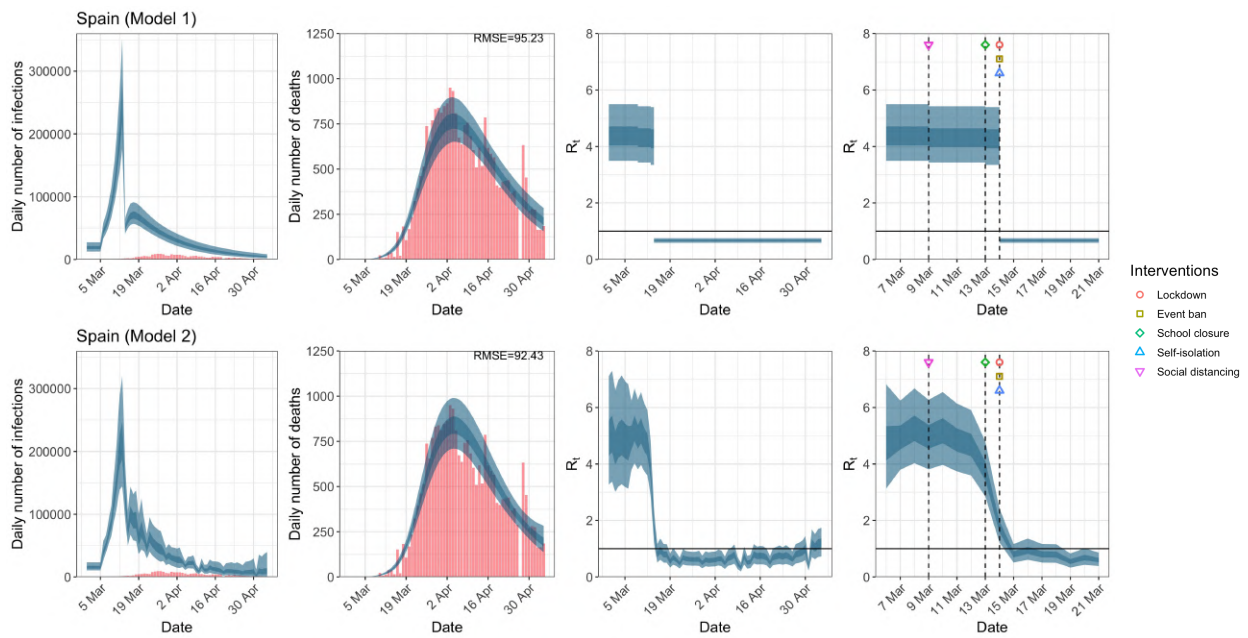 Spain (Model 1)
Daily number of infections
300000
200000
100000
0
5 Mar
19 Mar
2 Apr
16 Apr
30 Apr
Date
Daily number of deaths
RMSE=95.23
1250
1000
750
500
250
0
5 Mar
19 Mar
2 Apr
16 Apr
30 Apr
Date
Rt
8
6
4
2
0
5 Mar
19 Mar
2 Apr
16 Apr
30 Apr
Date
Rt
8
6
4
2
0
7 Mar
9 Mar
11 Mar
13 Mar
15 Mar
17 Mar
19 Mar
21 Mar
Date
Interventions
Lockdown
Event ban
School closure
Self-isolation
Social distancing
Spain (Model 2)
Daily number of infections
300000
200000
100000
0
5 Mar
19 Mar
2 Apr
16 Apr
30 Apr
Date
Daily number of deaths
RMSE=92.43
1250
1000
750
500
250
0
5 Mar
19 Mar
2 Apr
16 Apr
30 Apr
Date
Rt
8
6
4
2
0
5 Mar
19 Mar
2 Apr
16 Apr
30 Apr
Date
Rt
8
6
4
2
0
7 Mar
9 Mar
11 Mar
13 Mar
15 Mar
17 Mar
19 Mar
21 Mar
Date